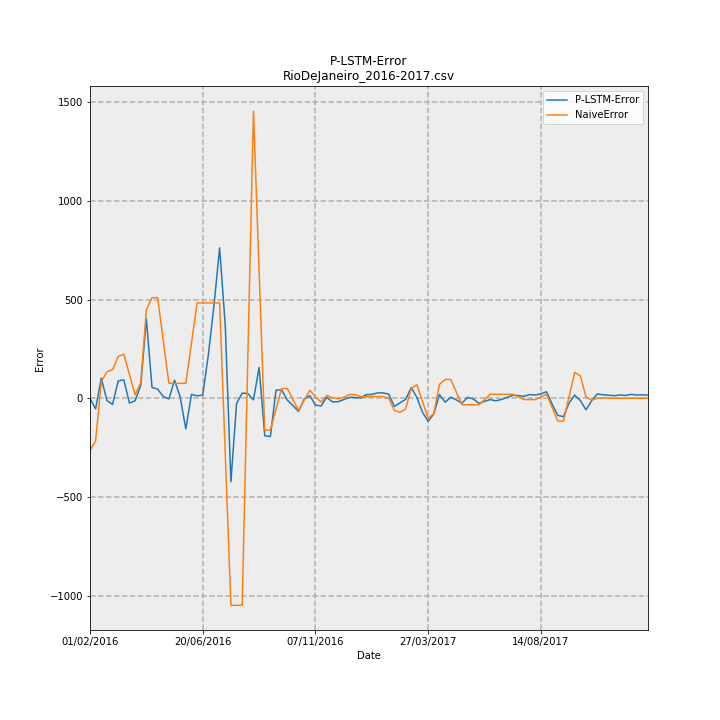 P-LSTM-Error
RioDeJaneiro_2016-2017.csv
P-LSTM-Error
NaiveError
1500
1000
500
0
−500
−1000
Error
01/02/2016 20/06/2016 07/11/2016 27/03/2017 14/08/2017
Date